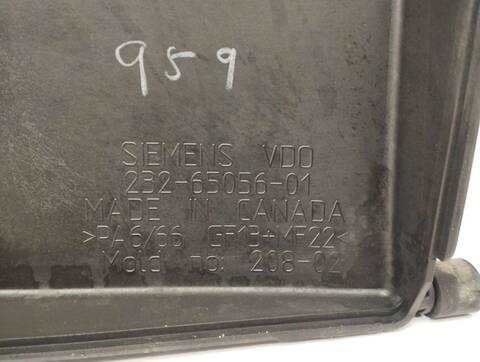 959
SIEMENS VDO
232-65056-01
MADE IN CANADA
>PA6/66 GF13+MF22<
Mold no: 208-02